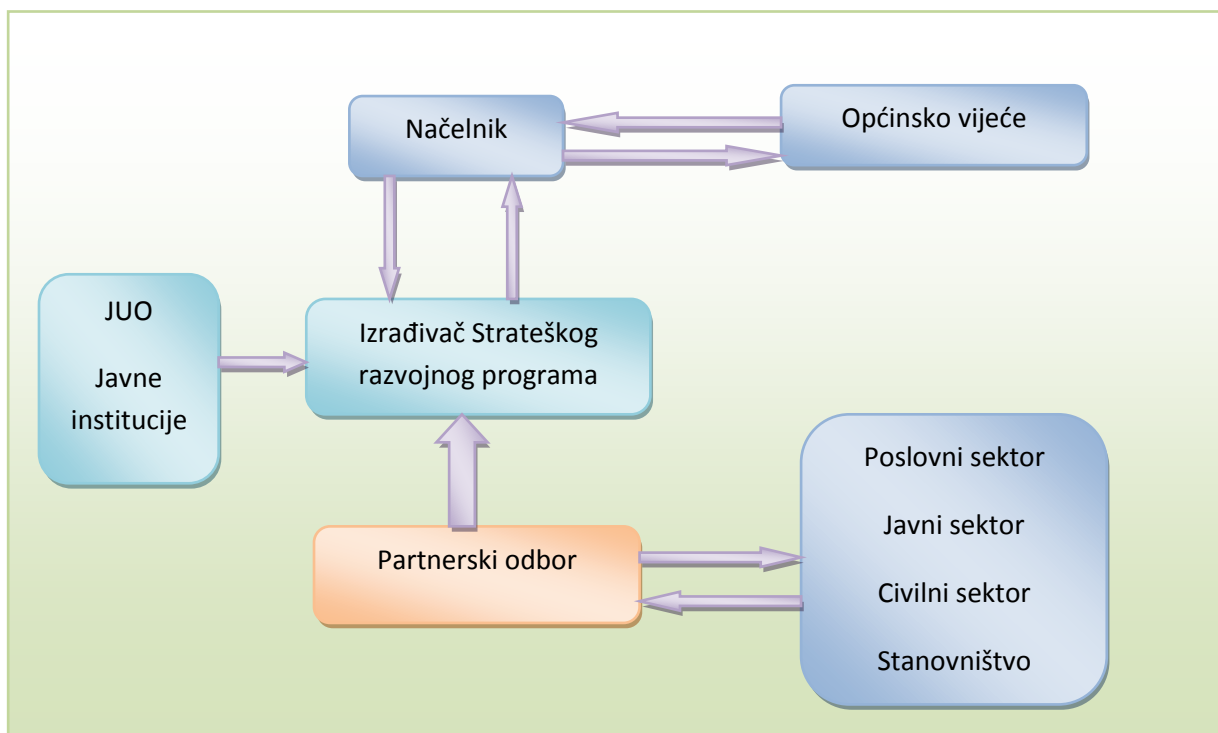 Načelnik
Općinsko vijeće
JUO
Javne
institucije
Izrađivač Strateškog
razvojnog programa
Partnerski odbor
Poslovni sektor
Javni sektor
Civilni sektor
Stanovništvo